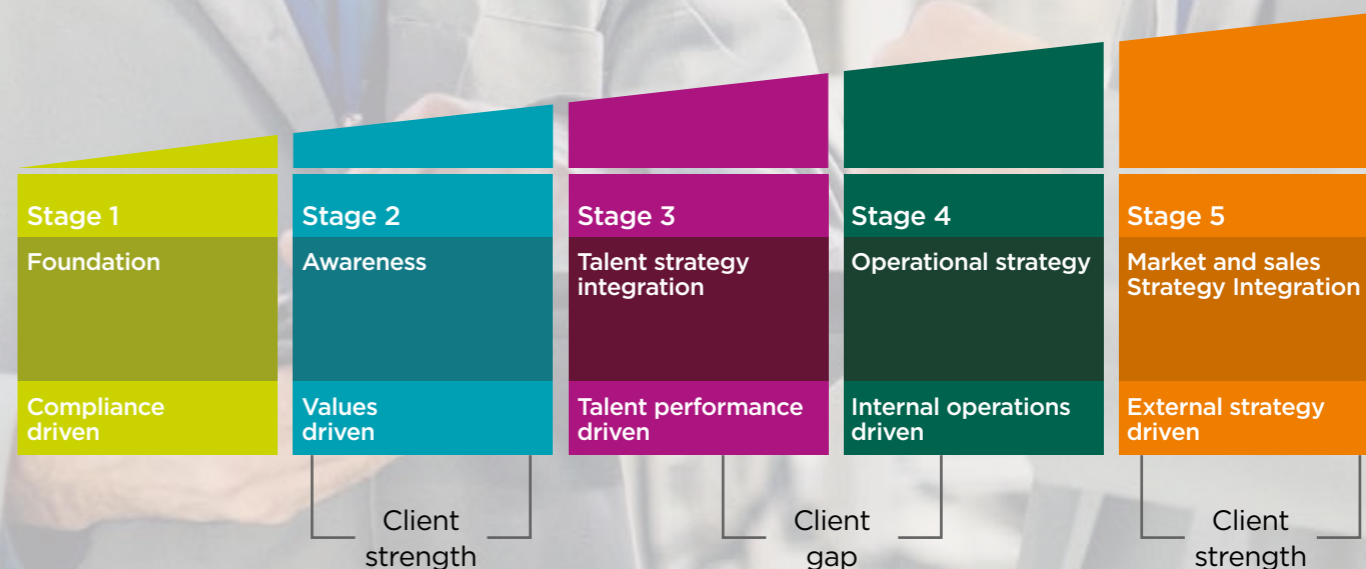 Stage 1
Foundation
Compliance
driven
Stage 2
Awareness
Values
driven
Stage 3
Talent strategy
integration
Talent performance
driven
Stage 4
Operational strategy
Internal operations
driven
Stage 5
Market and sales
Strategy Integration
External strategy
driven
Client
strength
Client
gap
Client
strength